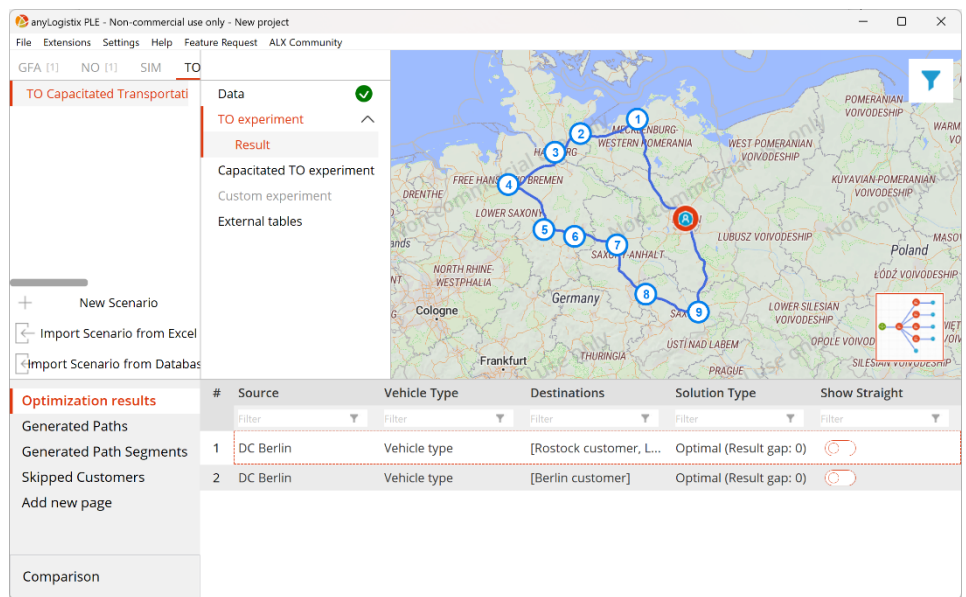 anyLogistix PLE - Non-commercial use only - New project
File Extensions Settings Help Feature Request ALX Community
GFA [1] NO [1] SIM TO
TO Capacitated Transportati
New Scenario
Import Scenario from Excel
Import Scenario from Databas
Data
TO experiment
Result
Capacitated TO experiment
Custom experiment
External tables
POMERANIAN
VOIVODESHIP
WARM
MECKLENBURG-
WESTERN POMERANIA
WEST POMERANIAN
VOIVODESHIP
KUYAVIAN-POMERANIAN
VOIVODESHIP
DRENTHE
FREE HANS
BREMEN
LOWER SAXONY
LUBUSZ VOIVODESHIP
Poland
MASO
SAXONY-ANHALT
ŁÓDŹ VOIVODESHIP
NORTH RHINE-
WESTPHALIA
Germany
Cologne
LOWER SILESIAN
VOIVODESHIP
ÚSTÍ NAD LABEM
OPOLE VOIVOD
Frankfurt
THURINGIA
PRAGUE
SILESIAN
1
2
3
4
5
6
7
8
9
Optimization results
Generated Paths
Generated Path Segments
Skipped Customers
Add new page
Comparison
# Source Vehicle Type Destinations Solution Type Show Straight
Filter Filter Filter Filter Filter
1 DC Berlin Vehicle type [Rostock customer, L... Optimal (Result gap: 0)
2 DC Berlin Vehicle type [Berlin customer] Optimal (Result gap: 0)